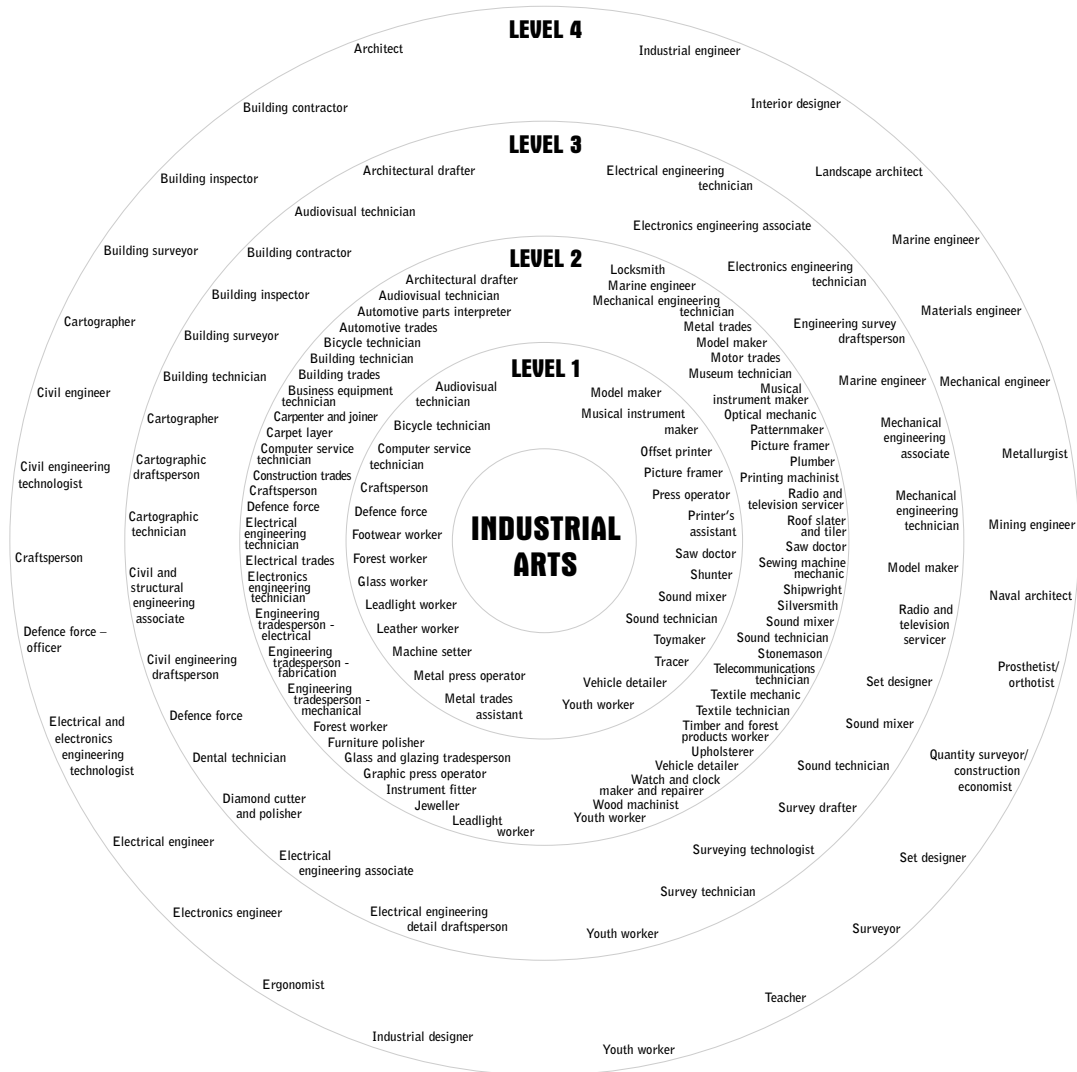 LEVEL 4
Architect
Building contractor
Building inspector
Building surveyor
Cartographer
Civil engineer
Civil engineering
technologist
Craftsperson
Defence force –
officer
Electrical and
electronics
engineering
technologist
Electrical engineer
Electronics engineer
Ergonomist
Industrial designer
Industrial engineer
Interior designer
Landscape architect
Marine engineer
Materials engineer
Mechanical engineer
Metallurgist
Mining engineer
Naval architect
Prosthetist/
orthotist
Quantity surveyor/
construction
economist
Set designer
Surveyor
Teacher
Youth worker
LEVEL 3
Architectural drafter
Audiovisual technician
Building contractor
Building inspector
Building surveyor
Building technician
Cartographer
Cartographic
draftsperson
Cartographic
technician
Civil and
structural
engineering
associate
Civil engineering
draftsperson
Defence force
Dental technician
Diamond cutter
and polisher
Electrical
engineering associate
Electrical engineering
detail draftsperson
Electrical engineering
technician
Electronics engineering associate
Electronics engineering
technician
Engineering survey
draftsperson
Marine engineer
Mechanical
engineering
associate
Mechanical
engineering
technician
Model maker
Radio and
television
servicer
Set designer
Sound mixer
Sound technician
Survey drafter
Surveying technologist
Survey technician
Youth worker
LEVEL 2
Architectural drafter
Audiovisual technician
Automotive parts interpreter
Automotive trades
Bicycle technician
Building technician
Building trades
Business equipment
technician
Carpenter and joiner
Carpet layer
Computer service
technician
Construction trades
Craftsperson
Defence force
Electrical
engineering
technician
Electrical trades
Electronics
engineering
technician
Engineering
tradesperson -
electrical
Engineering
tradesperson -
fabrication
Engineering
tradesperson -
mechanical
Forest worker
Furniture polisher
Glass and glazing tradesperson
Graphic press operator
Instrument fitter
Jeweller
Leadlight
worker
Locksmith
Marine engineer
Mechanical engineering
technician
Metal trades
Model maker
Motor trades
Museum technician
Musical
instrument maker
Optical mechanic
Patternmaker
Picture framer
Plumber
Printing machinist
Radio and
television servicer
Roof slater
and tiler
Saw doctor
Sewing machine
mechanic
Shipwright
Silversmith
Sound mixer
Sound technician
Stonemason
Telecommunications
technician
Textile mechanic
Textile technician
Timber and forest
products worker
Upholsterer
Vehicle detailer
Watch and clock
maker and repairer
Wood machinist
Youth worker
LEVEL 1
Audiovisual
technician
Bicycle technician
Computer service
technician
Craftsperson
Defence force
Footwear worker
Forest worker
Glass worker
Leadlight worker
Leather worker
Machine setter
Metal press operator
Metal trades
assistant
Model maker
Musical instrument
maker
Offset printer
Picture framer
Press operator
Printer's
assistant
Saw doctor
Shunter
Sound mixer
Sound technician
Toymaker
Tracer
Vehicle detailer
Youth worker
INDUSTRIAL
ARTS